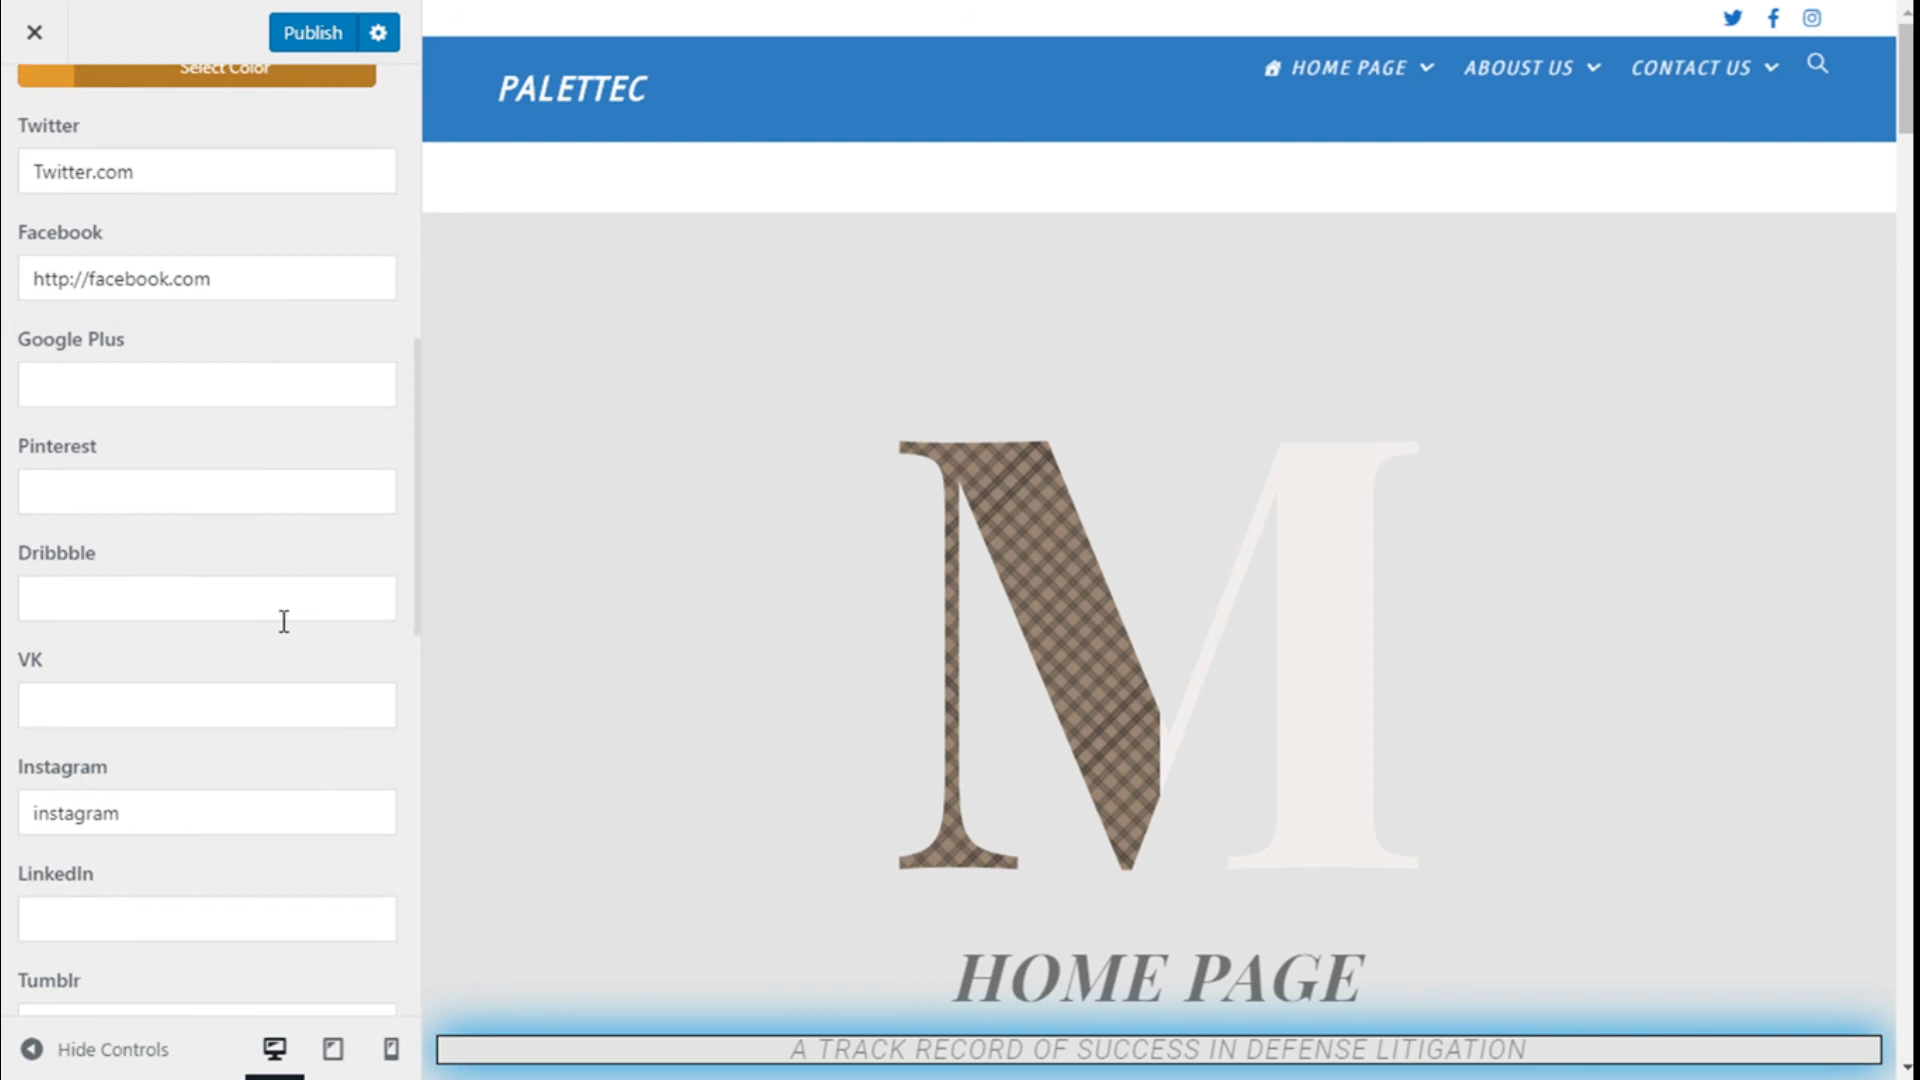 Publish
Select Color
Twitter
Twitter.com
Facebook
http://facebook.com
Google Plus
Pinterest
Dribbble
VK
Instagram
instagram
LinkedIn
Tumblr
Hide Controls
PALETTEC
HOME PAGE
ABOUST US
CONTACT US
M
HOME PAGE
A TRACK RECORD OF SUCCESS IN DEFENSE LITIGATION